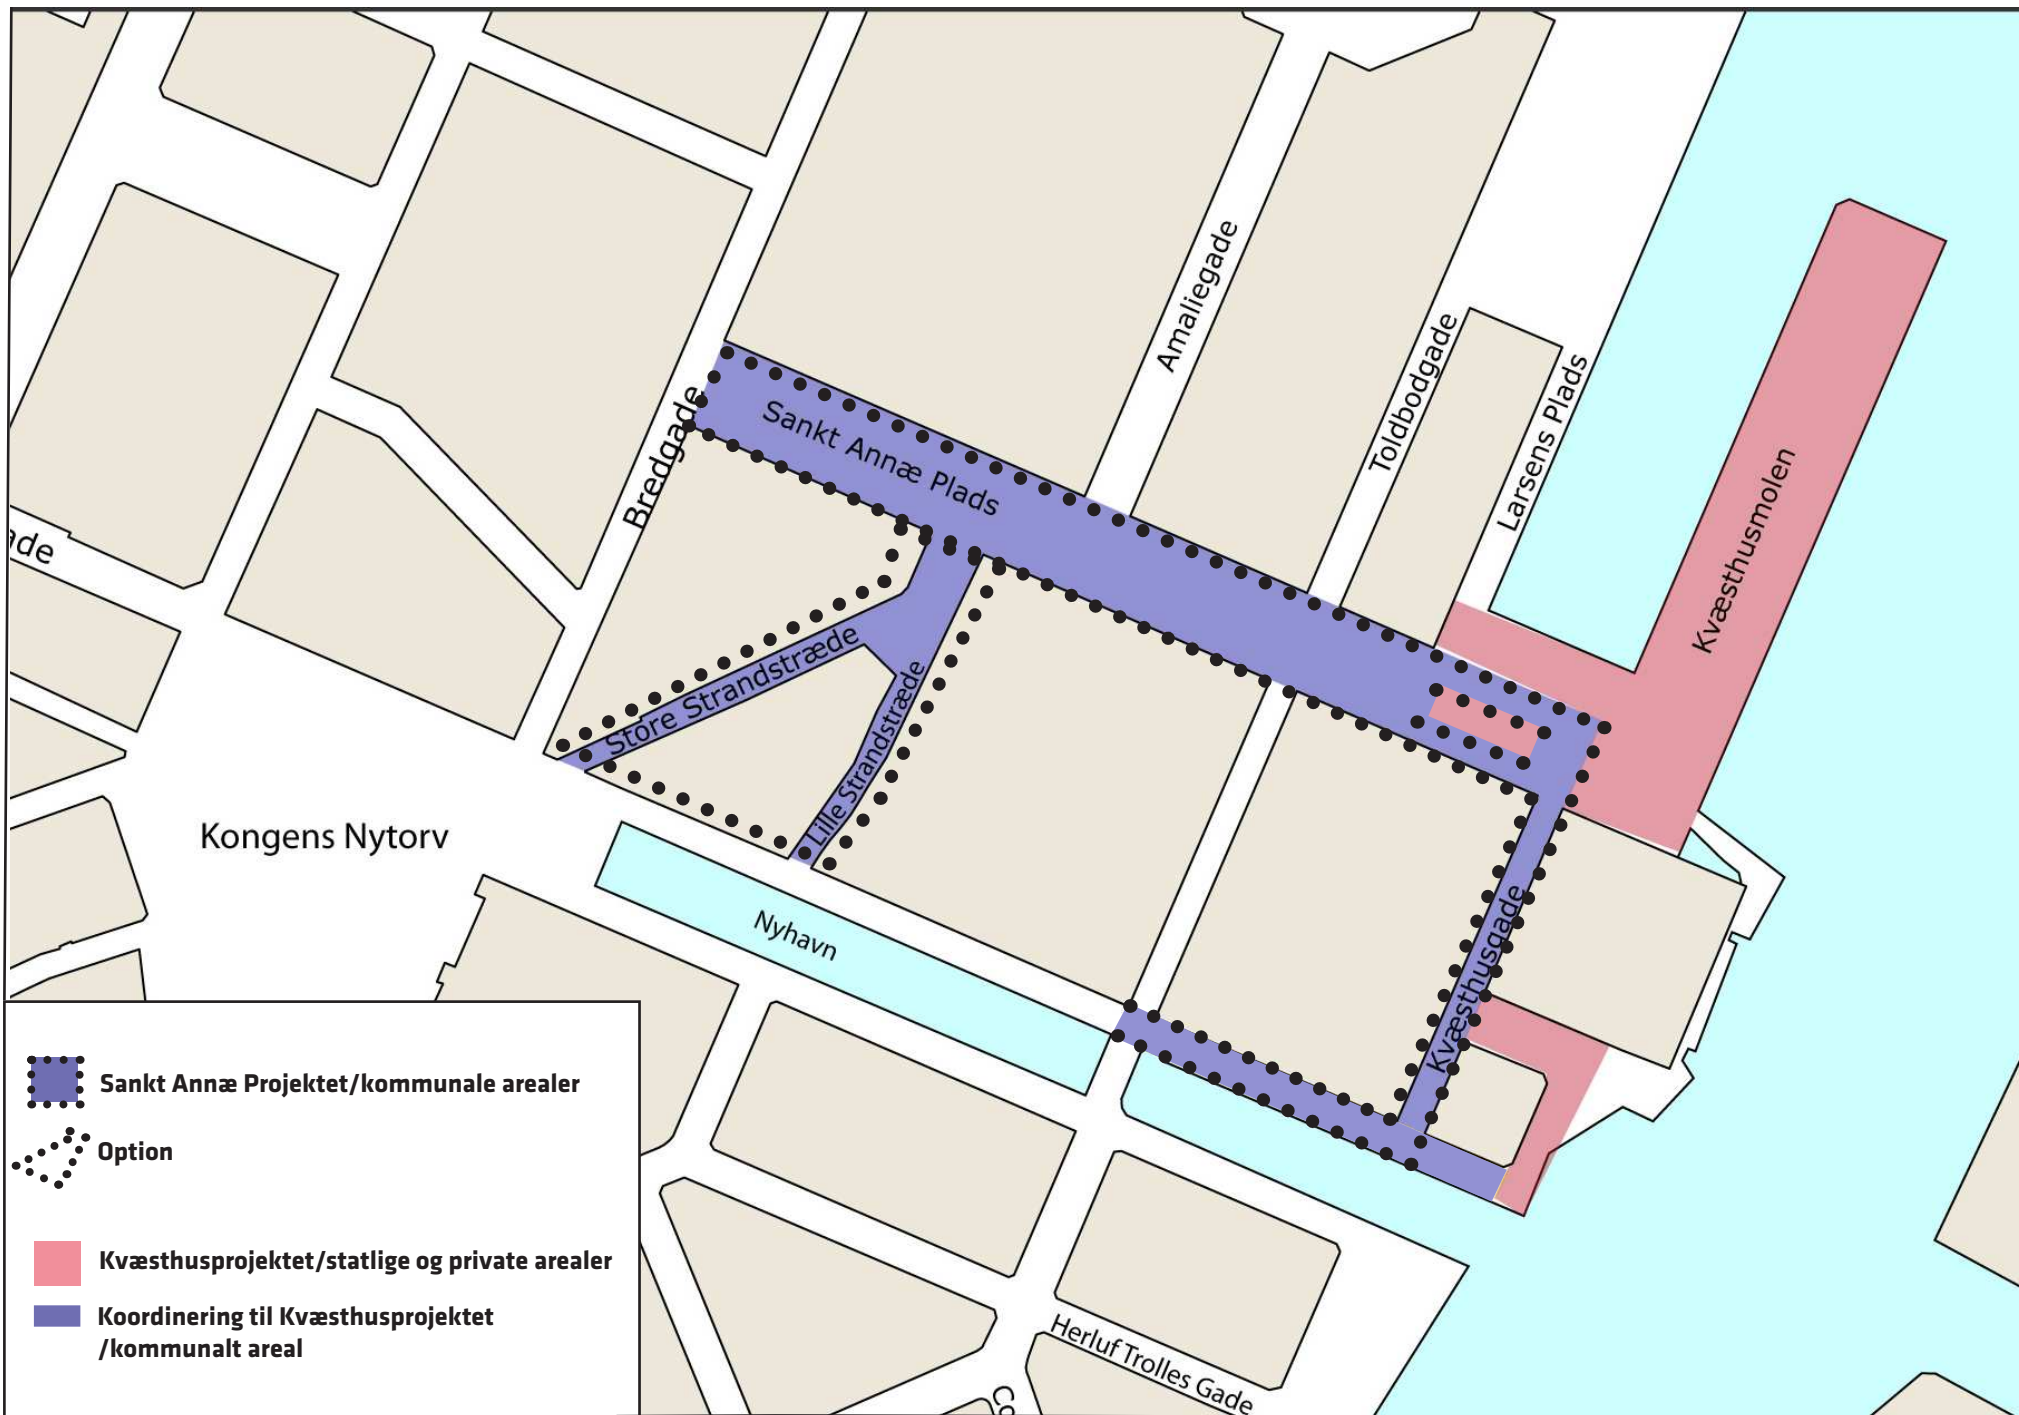 Amaliegade
Toldbodgade
Larsens Plads
Kvæsthusmolen
Bredgade
Sankt Annæ Plads
ade
Store Strandstræde
Lille Strandstræde
Kongens Nytorv
Nyhavn
Kvæsthusgade
Sankt Annæ Projektet/kommunale arealer
Option
Kvæsthusprojektet/statlige og private arealer
Koordinering til Kvæsthusprojektet
/kommunalt areal
Herluf Trolles Gade
Co